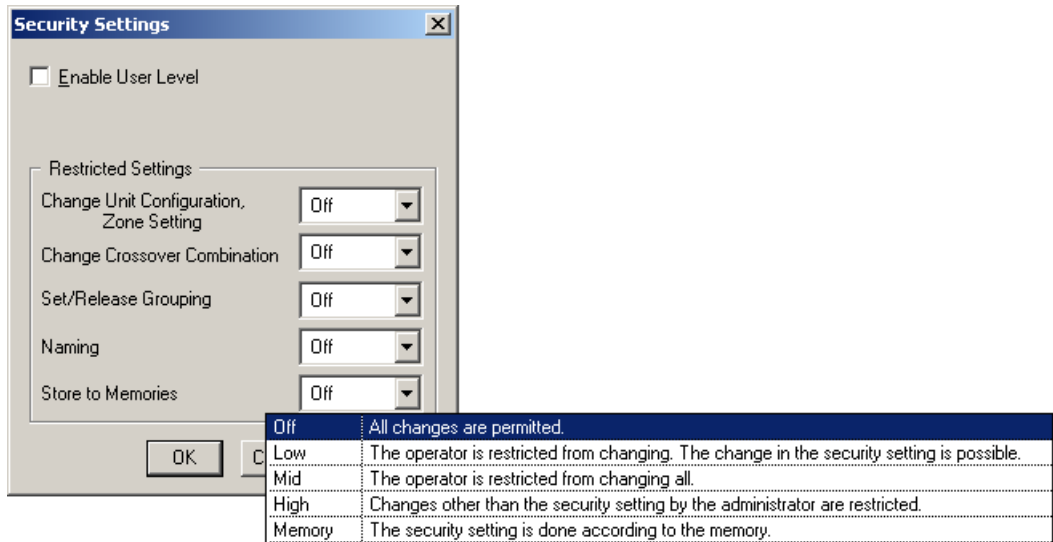 Security Settings
Enable User Level
Restricted Settings
Change Unit Configuration, Off
Zone Setting
Change Crossover Combination Off
Set/Release Grouping Off
Naming Off
Store to Memories Off
OK C
Off All changes are permitted.
Low The operator is restricted from changing. The change in the security setting is possible.
Mid The operator is restricted from changing all.
High Changes other than the security setting by the administrator are restricted.
Memory The security setting is done according to the memory.